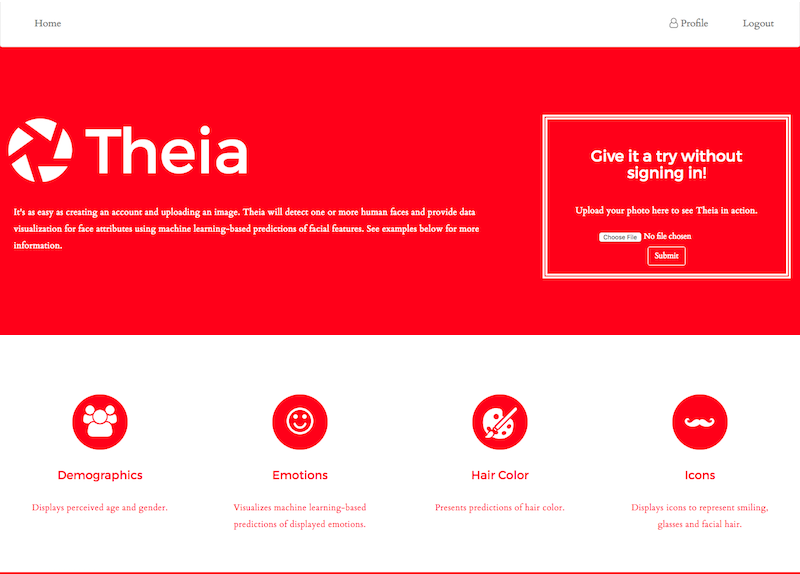 Home
Profile
Logout
Theia
It's as easy as creating an account and uploading an image. Theia will detect one or more human faces and provide data
visualization for face attributes using machine learning-based predictions of facial features. See examples below for more
information.
Give it a try without
signing in!
Upload your photo here to see Theia in action.
Choose File No file chosen
Submit
Demographics
Displays perceived age and gender.
Emotions
Visualizes machine learning-based
predictions of displayed emotions.
Hair Color
Presents predictions of hair color.
Icons
Displays icons to represent smiling,
glasses and facial hair.